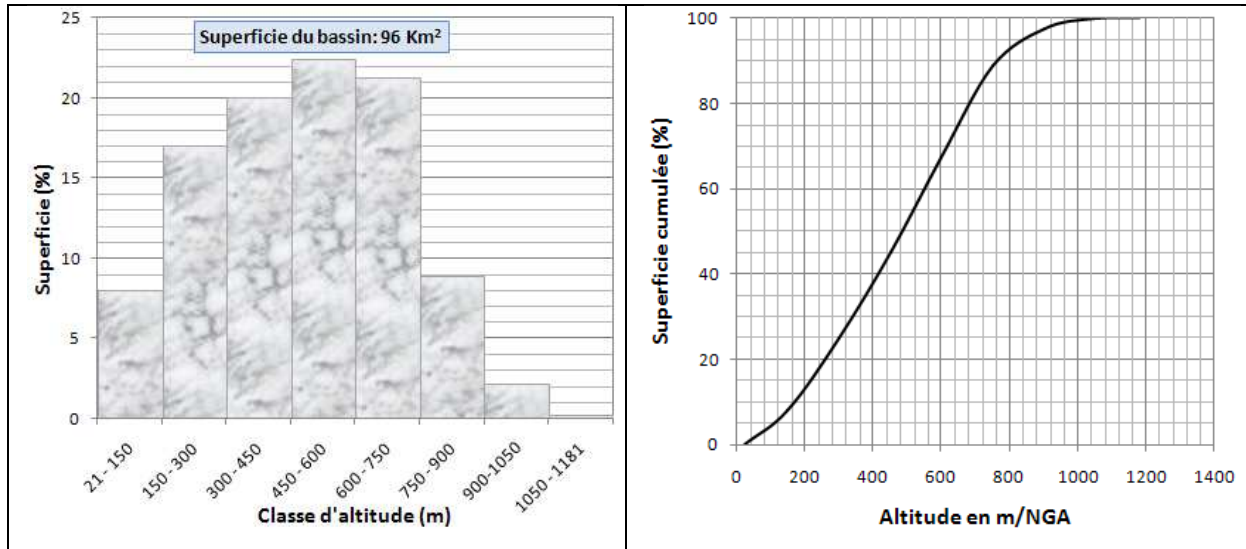 25
20
15
10
5
0
Superficie (%)
Superficie du bassin: 96 Km²
21 - 150
150 - 300
300 - 450
450 - 600
600 - 750
750 - 900
900-1050
1050 - 1181
Classe d'altitude (m)
100
80
60
40
20
0
Superficie cumulée (%)
0 200 400 600 800 1000 1200 1400
Altitude en m/NGA